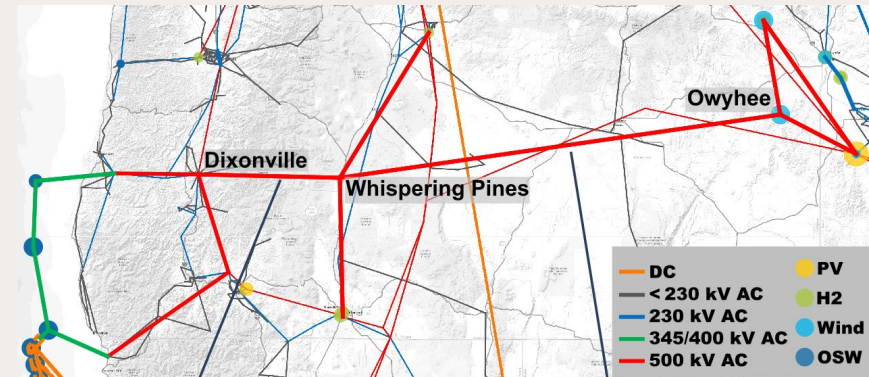 Owyhee
Dixonville
Whispering Pines
DC
< 230 kV AC
230 kV AC
345/400 kV AC
500 kV AC
PV
H2
Wind
OSW